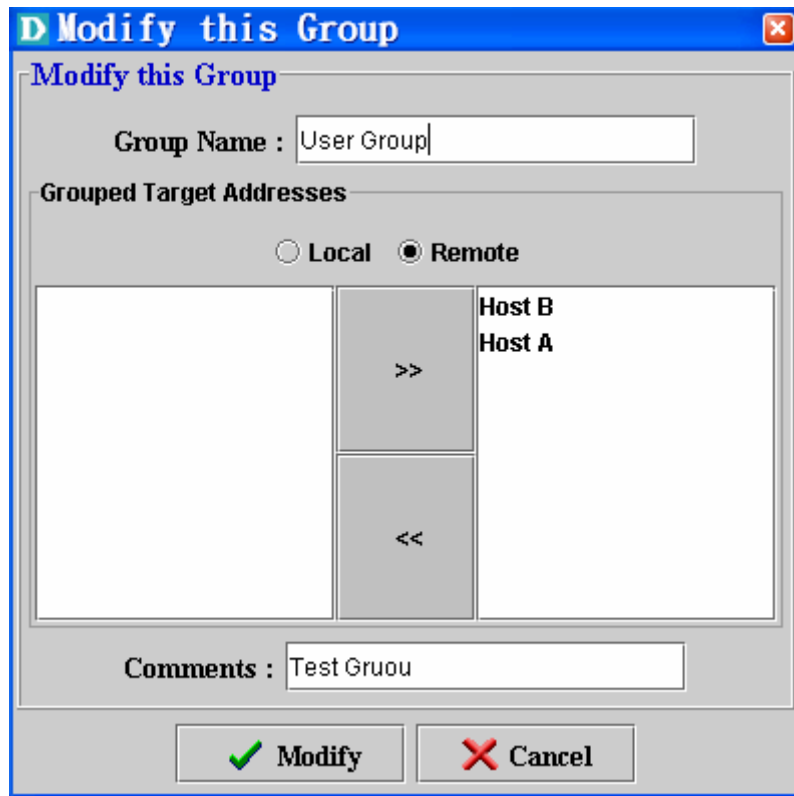 D Modify this Group
Modify this Group
Group Name : User Group
Grouped Target Addresses
Local Remote
Host B
Host A
>>
<<
Comments : Test Gruou
Modify Cancel